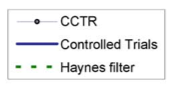 CCTR
Controlled Trials
Haynes filter